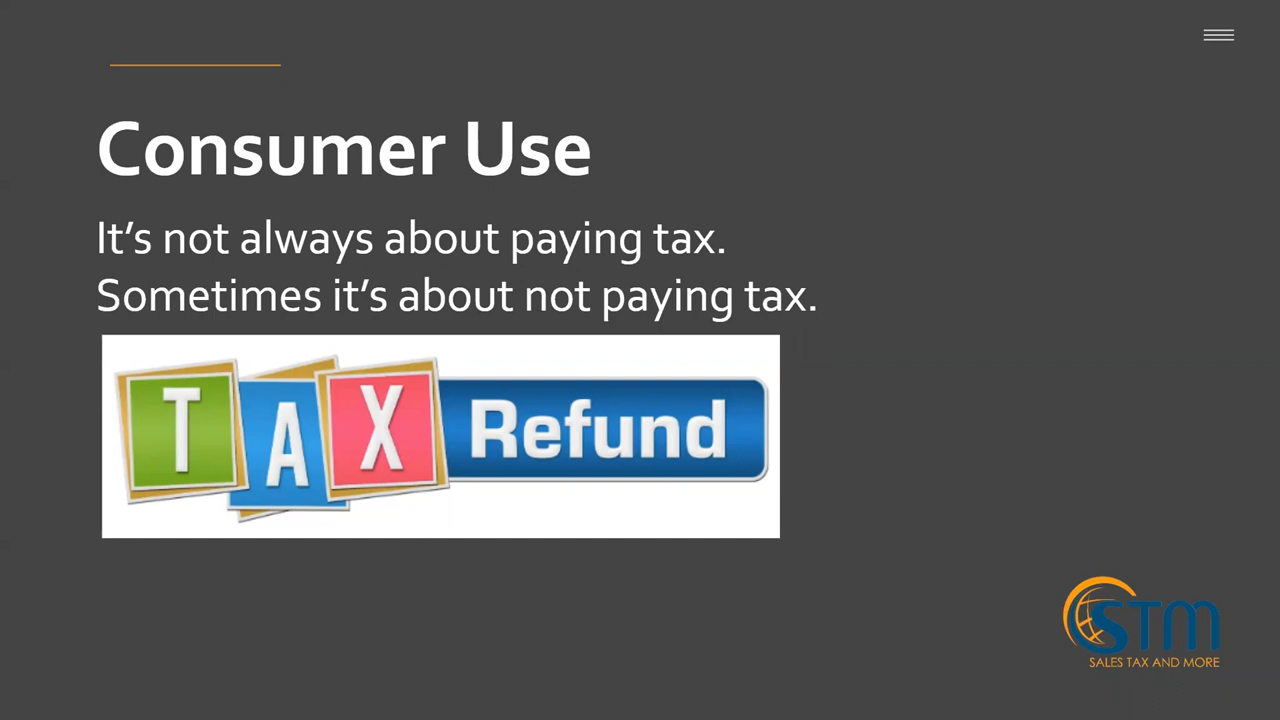 Consumer Use
It’s not always about paying tax.
Sometimes it’s about not paying tax.
TAX Refund
STM
SALES TAX AND MORE